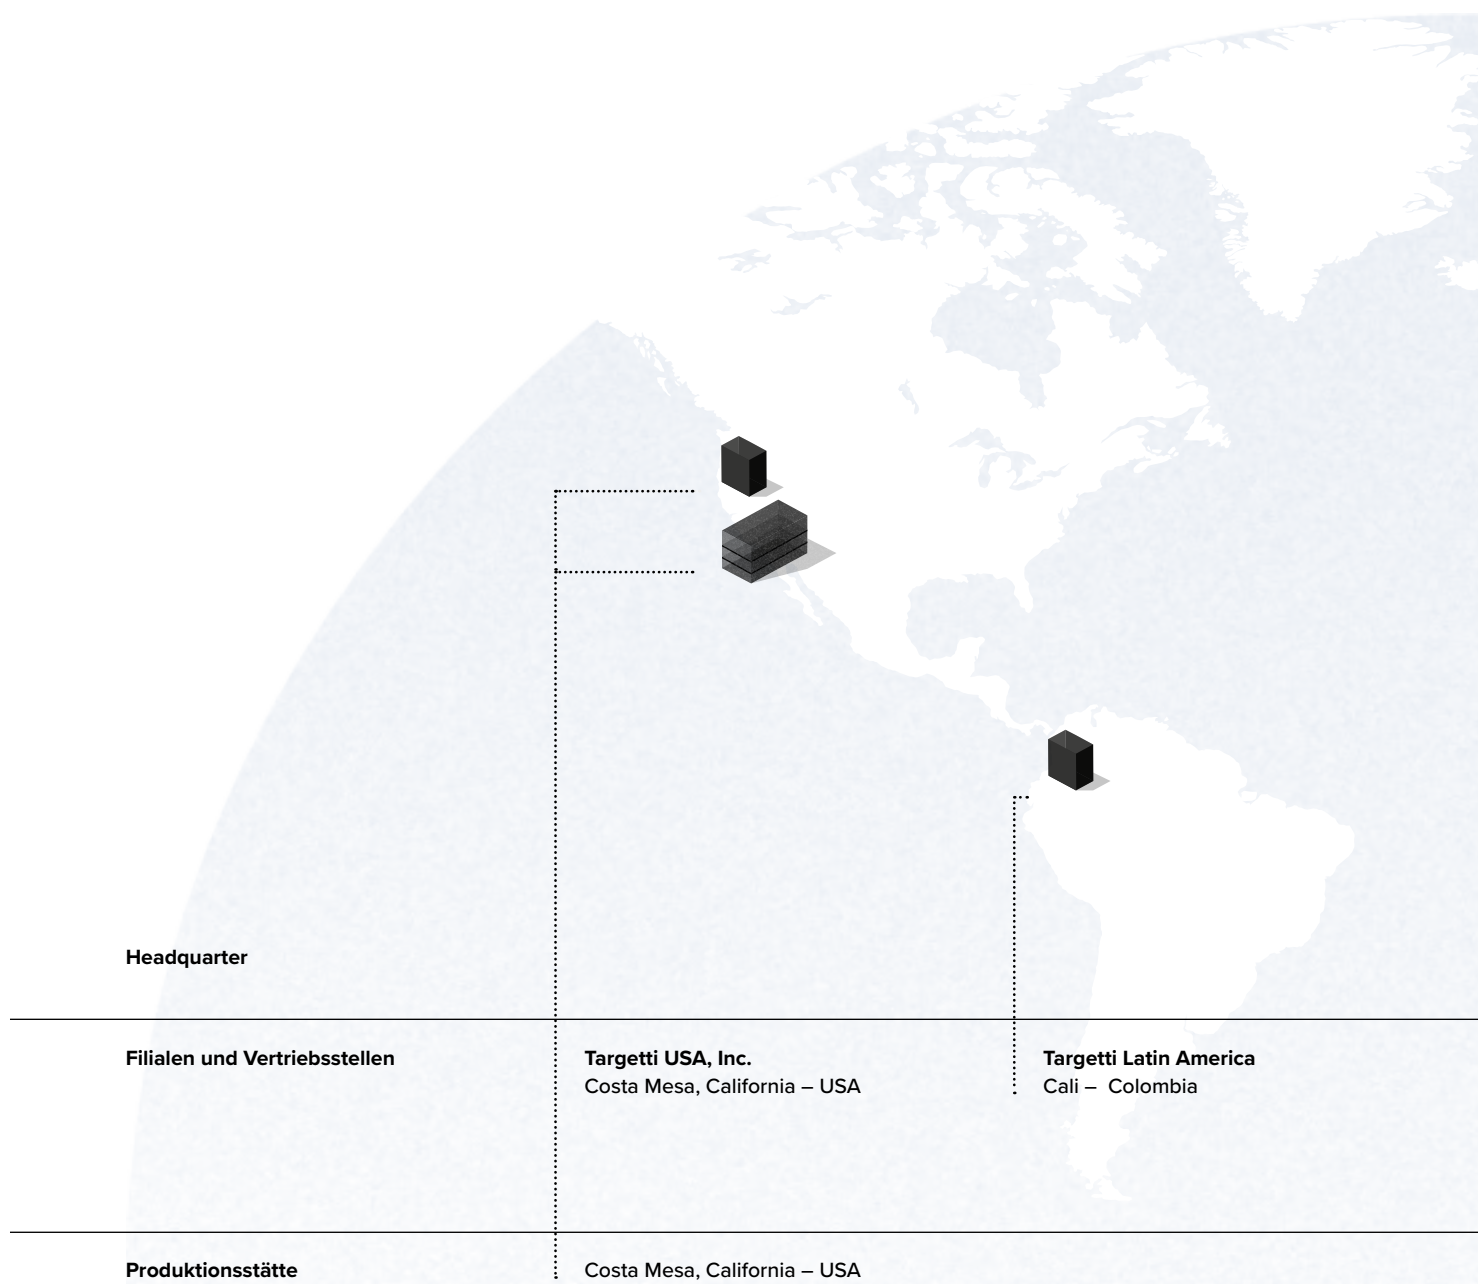 Headquarter
Filialen und Vertriebsstellen
Targetti USA, Inc.
Costa Mesa, California – USA
Targetti Latin America
Cali – Colombia
Produktionsstätte
Costa Mesa, California – USA